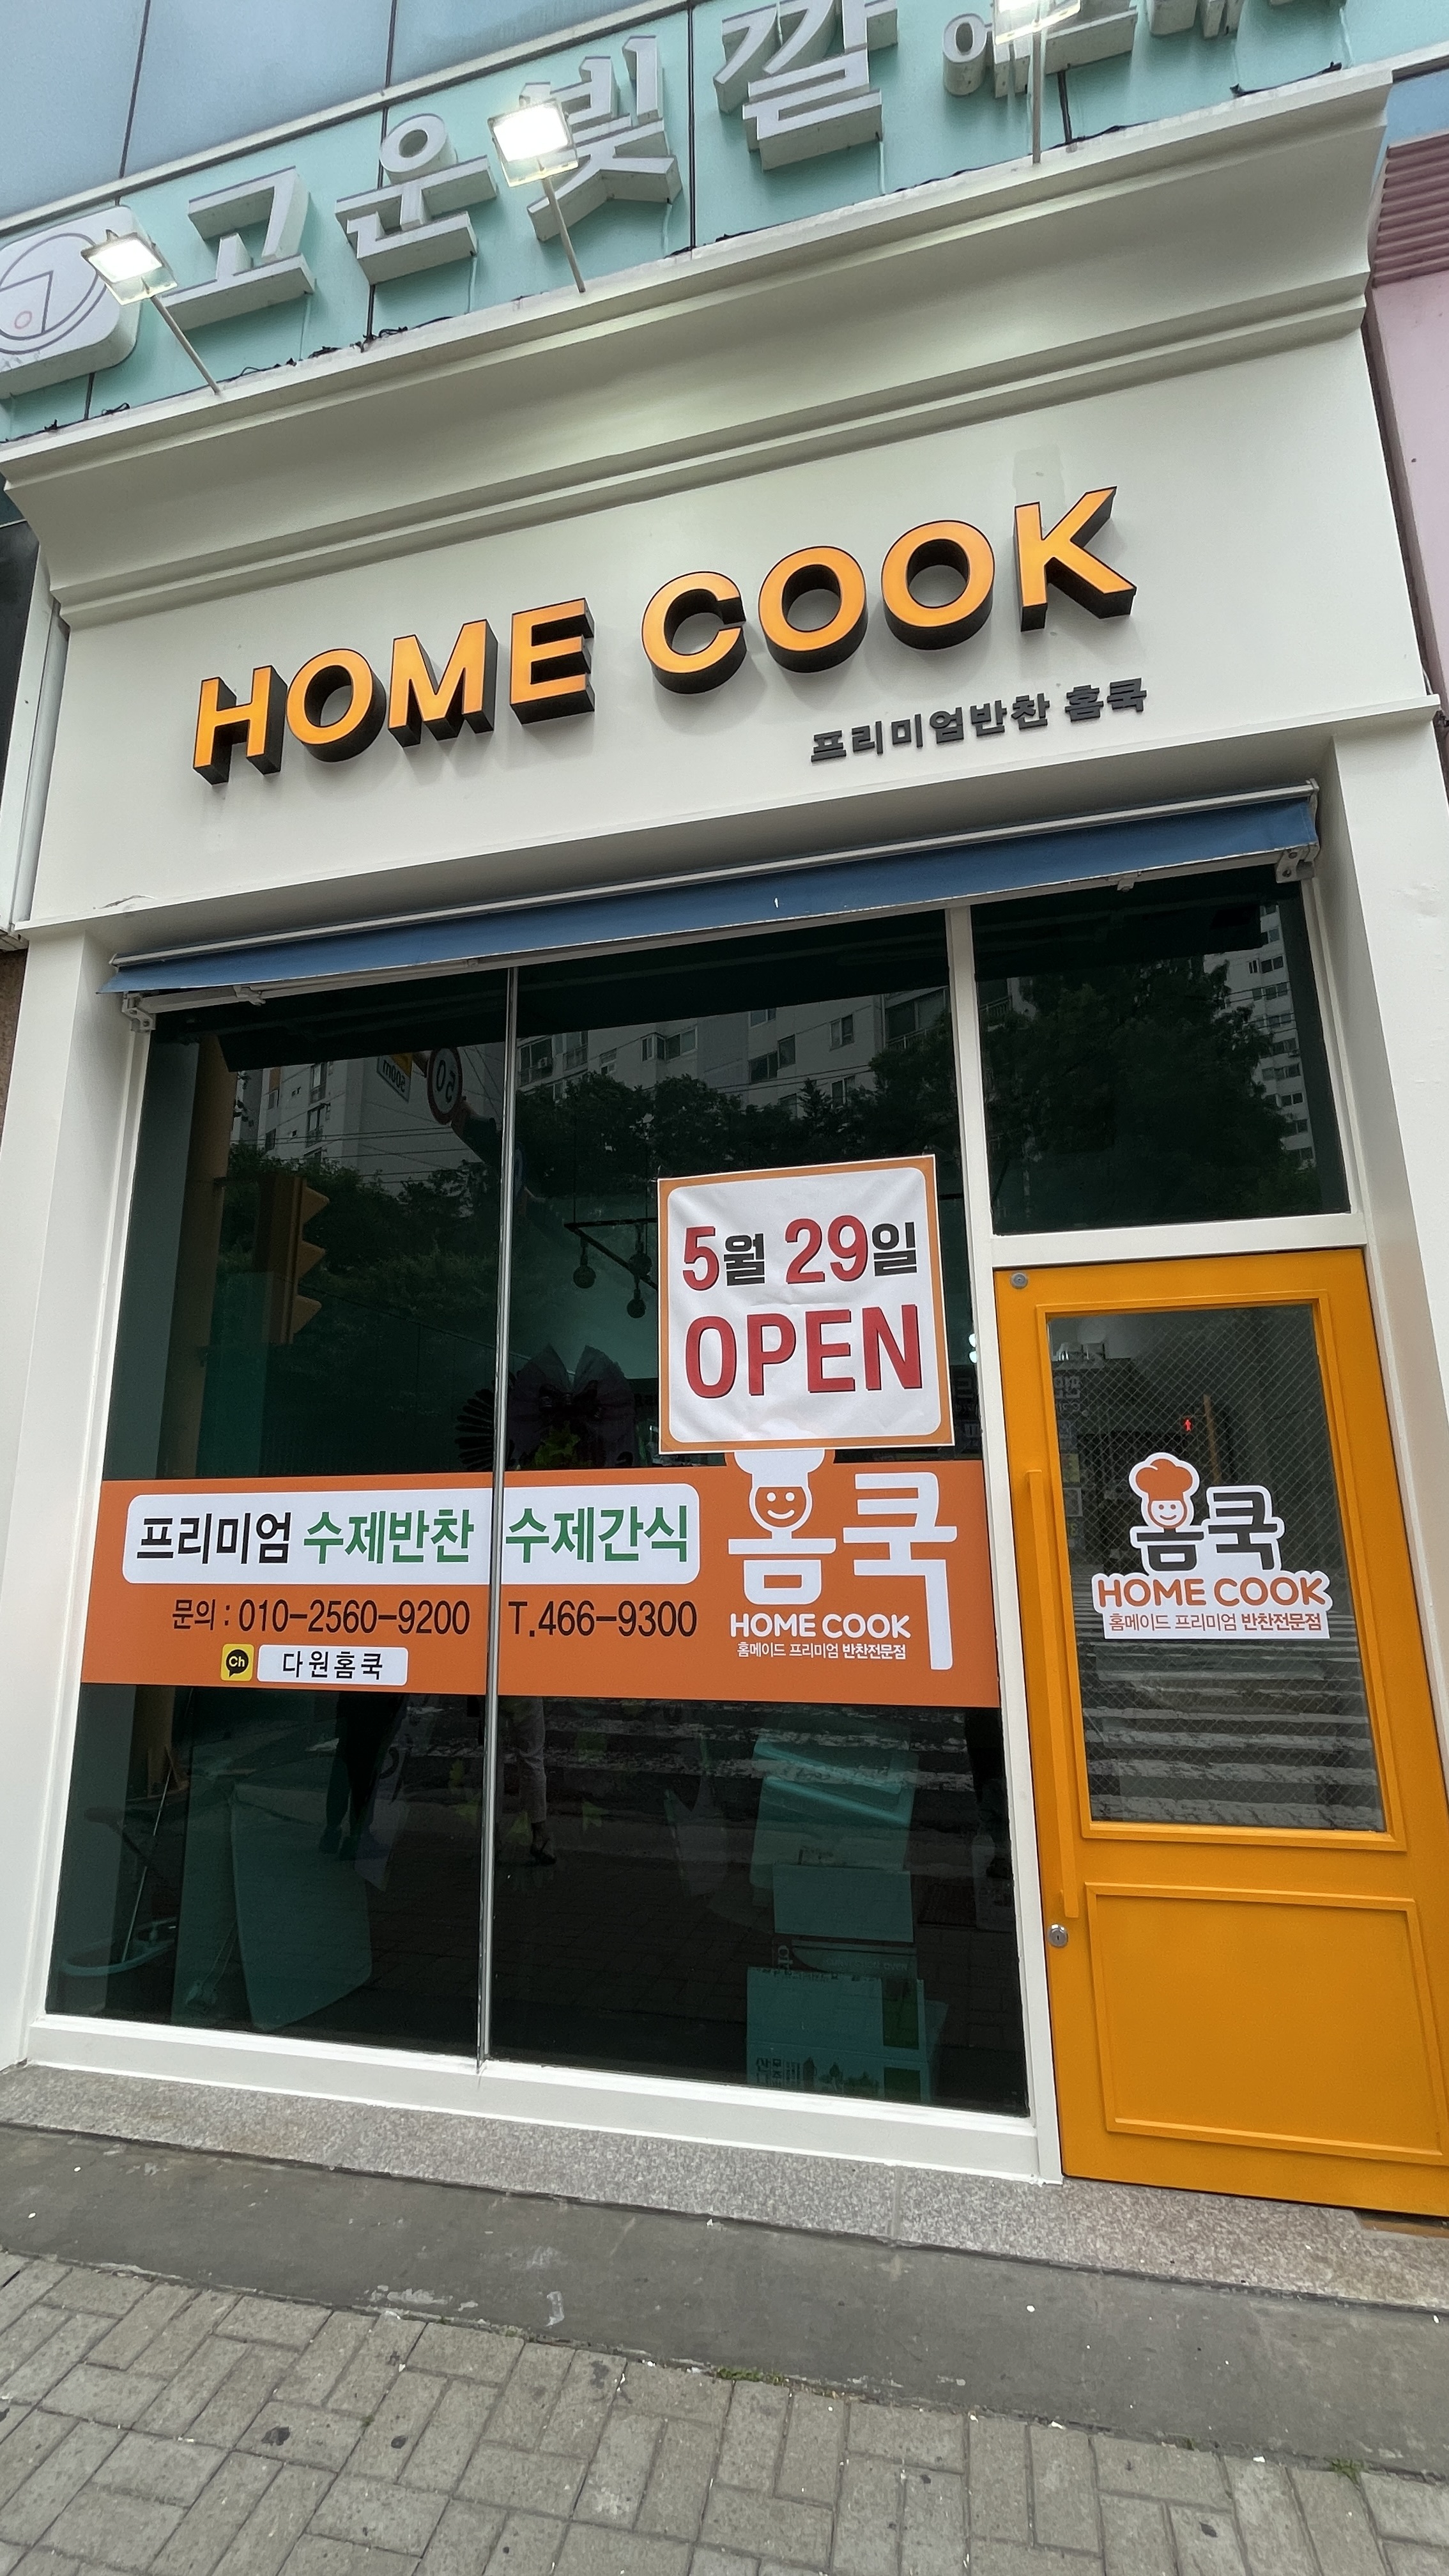 고운빛깔
HOME COOK
프리미엄반찬 홈쿡
50
500m
5월 29일
OPEN
프리미엄 수제반찬 수제간식
문의 : 010-2560-9200 T.466-9300
Ch 다원홈쿡
홈쿡
HOME COOK
홈메이드 프리미엄 반찬전문점
홈쿡
HOME COOK
홈메이드 프리미엄 반찬전문점